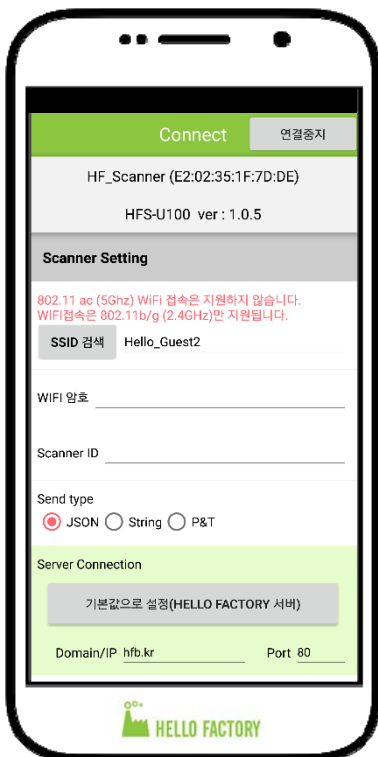 Connect 연결중지
HF_Scanner (E2:02:35:1F:7D:DE)
HFS-U100 ver : 1.0.5
Scanner Setting
802.11 ac (5Ghz) WiFi 접속은 지원하지 않습니다.
WIFI접속은 802.11b/g (2.4GHz)만 지원됩니다.
SSID 검색 Hello_Guest2
WIFI 암호
Scanner ID
Send type
JSON String P&T
Server Connection
기본값으로 설정(HELLO FACTORY 서버)
Domain/IP hfb.kr Port 80
HELLO FACTORY